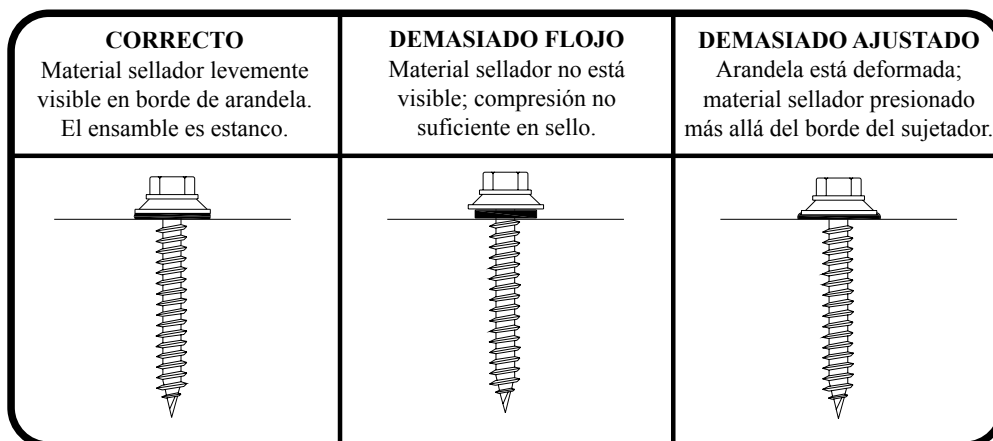 CORRECTO
Material sellador levemente
visible en borde de arandela.
El ensamble es estanco.
DEMASIADO FLOJO
Material sellador no está
visible; compresión no
suficiente en sello.
DEMASIADO AJUSTADO
Arandela está deformada;
material sellador presionado
más allá del borde del sujetador.